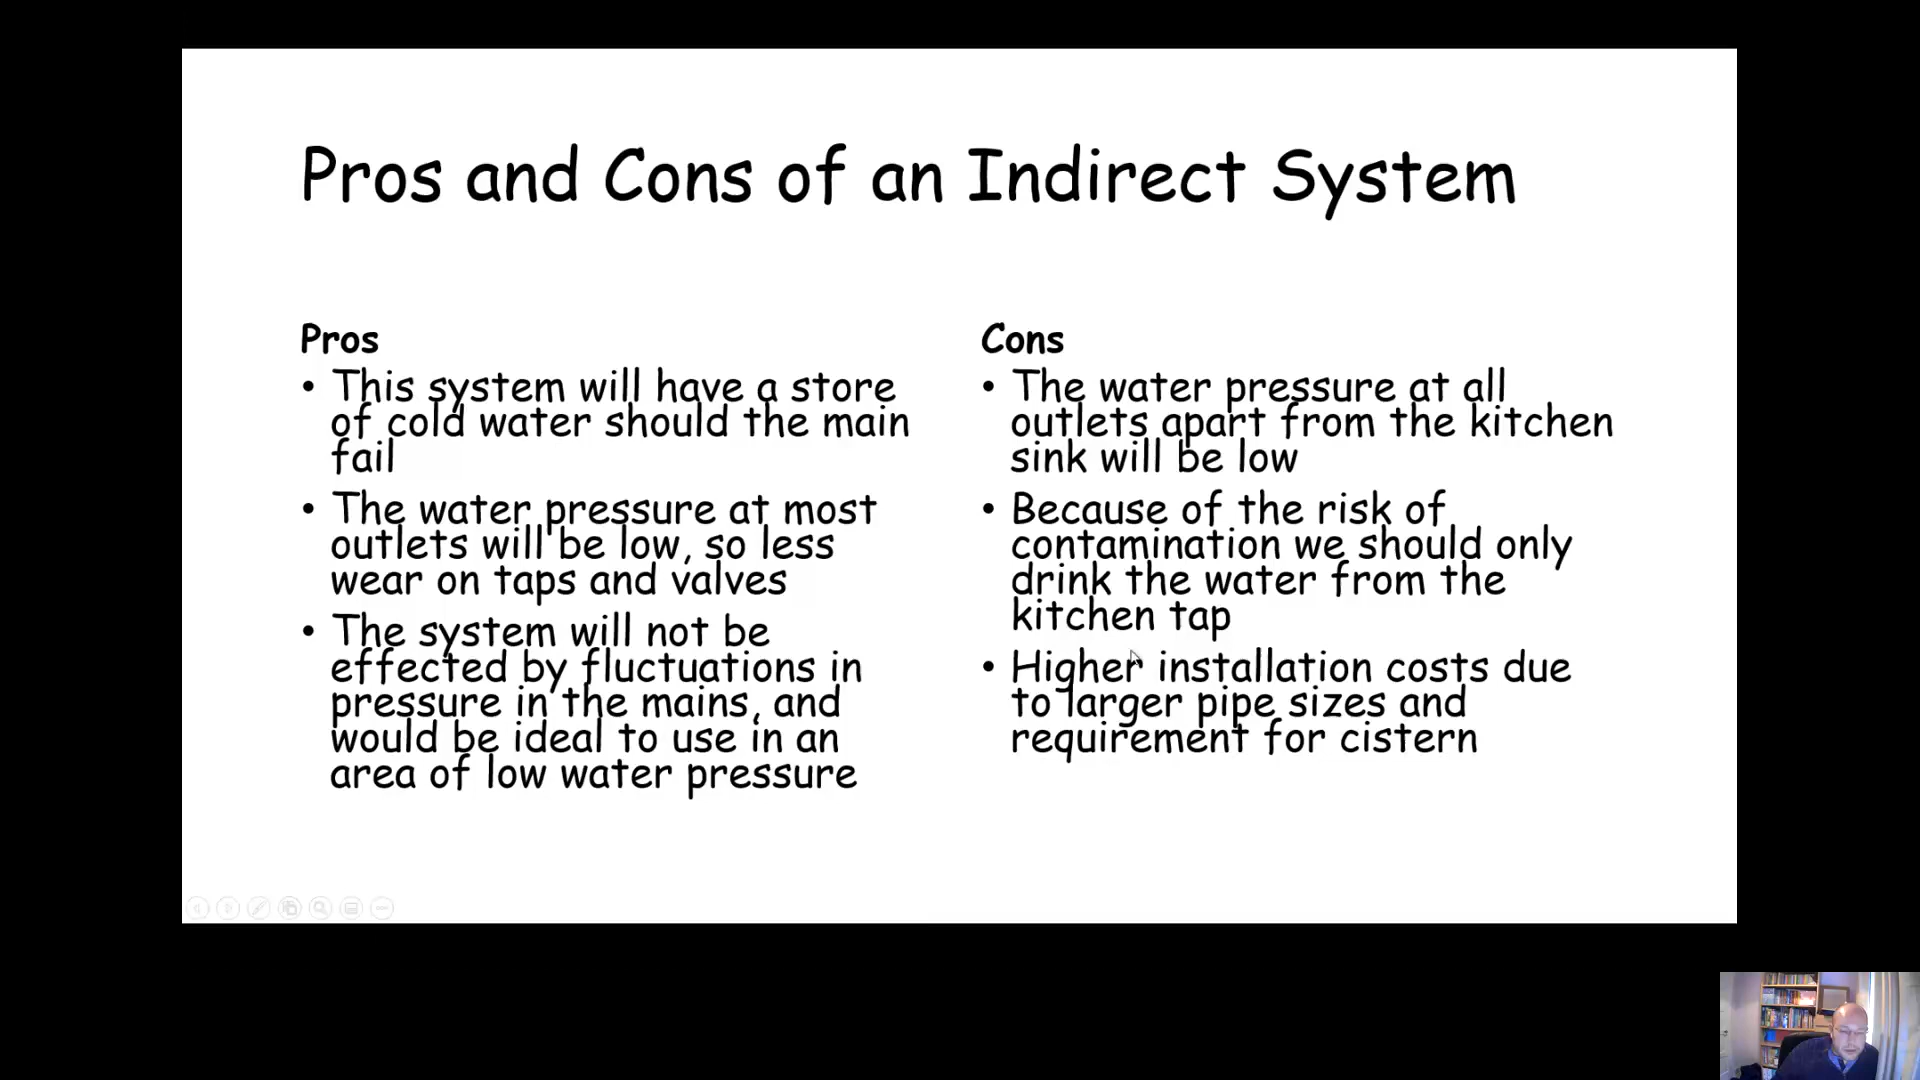 Pros and Cons of an Indirect System
Pros
• This system will have a store
of cold water should the main
fail
• The water pressure at most
outlets will be low, so less
wear on taps and valves
• The system will not be
effected by fluctuations in
pressure in the mains, and
would be ideal to use in an
area of low water pressure
Cons
• The water pressure at all
outlets apart from the kitchen
sink will be low
• Because of the risk of
contamination we should only
drink the water from the
kitchen tap
• Higher installation costs due
to larger pipe sizes and
requirement for cistern